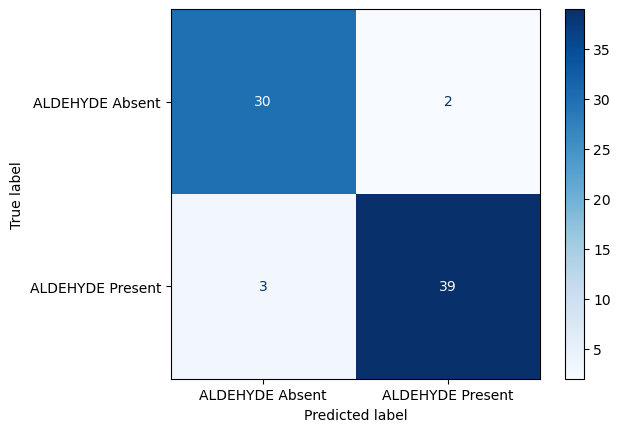 35
ALDEHYDE Absent
30
2
30
25
True label
20
15
ALDEHYDE Present
3
39
10
5
ALDEHYDE Absent
ALDEHYDE Present
Predicted label